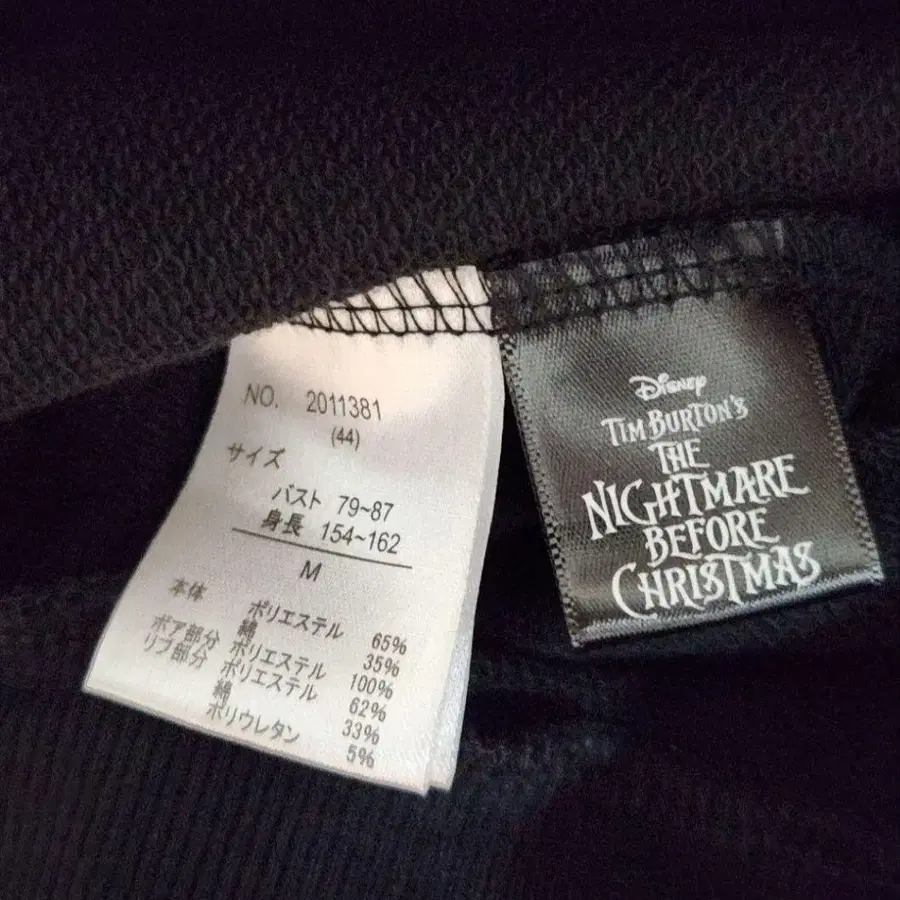 NO. 2011381
(44)
サイズ
バスト 79~87
身長 154~162
M
本体 ポリエステル 65%
綿 35%
ボア部分 ポリエステル 100%
リブ部分 ポリエステル 62%
綿 33%
ポリウレタン 5%
Disney
TIM BURTON'S
THE
NIGHTMARE
BEFORE
CHRISTMAS